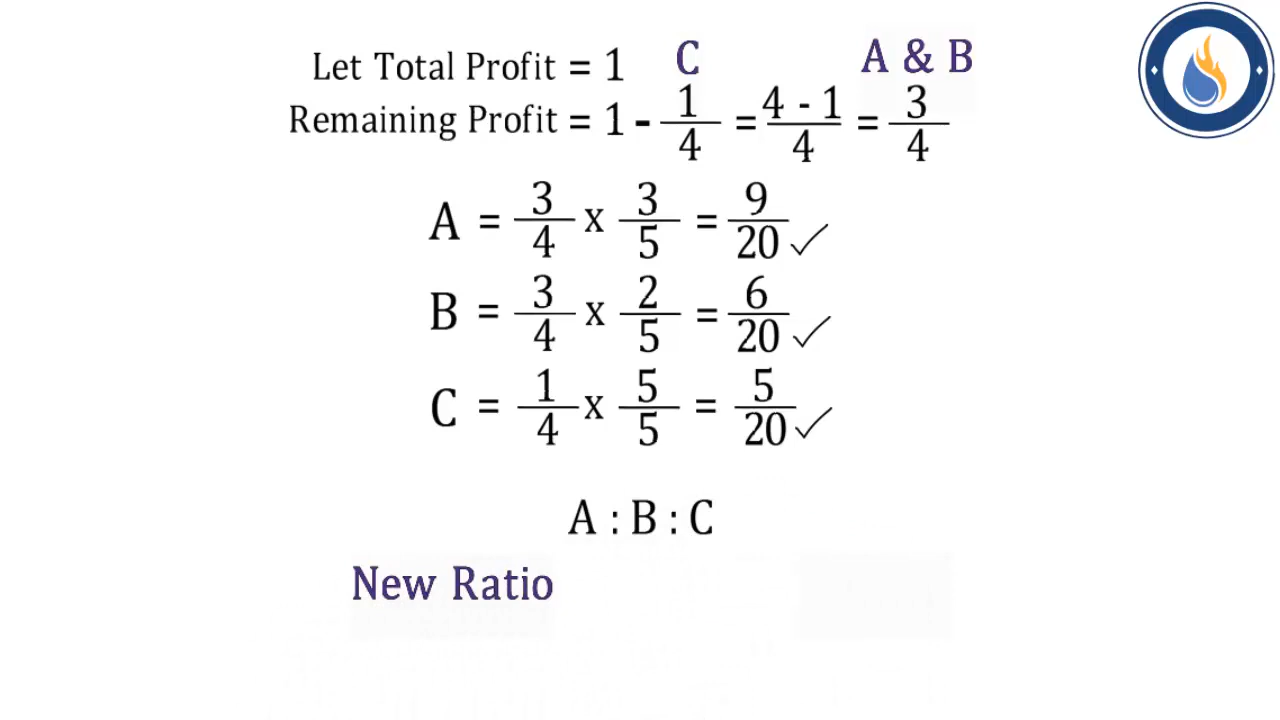 Let Total Profit = 1 C A & B
Remaining Profit = 1 - 1/4 = 4 - 1/4 = 3/4
A = 3/4 x 3/5 = 9/20 ✓
B = 3/4 x 2/5 = 6/20 ✓
C = 1/4 x 5/5 = 5/20 ✓
A : B : C
New Ratio